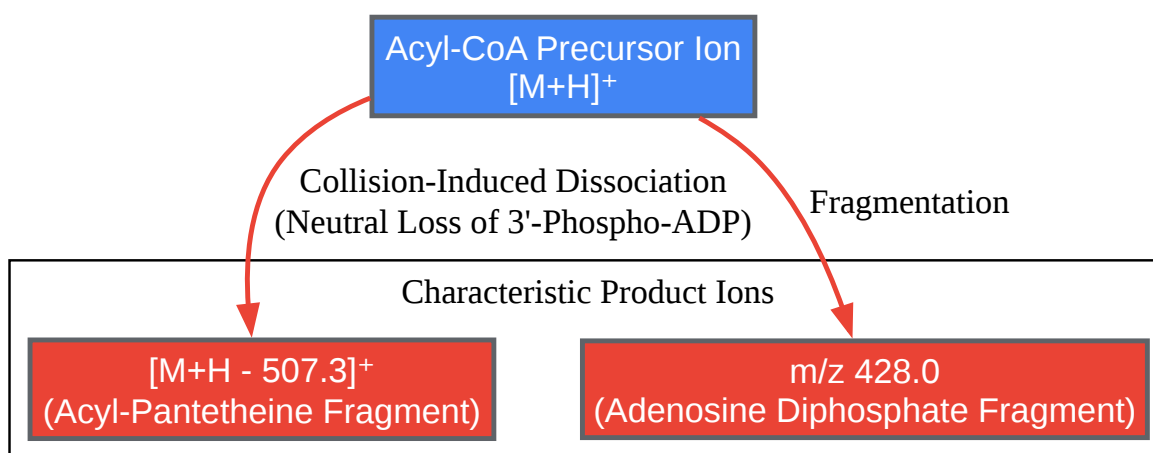 Acyl-CoA Precursor Ion
[M+H]⁺
Collision-Induced Dissociation
(Neutral Loss of 3'-Phospho-ADP)
Fragmentation
Characteristic Product Ions
[M+H - 507.3]⁺
(Acyl-Pantetheine Fragment)
m/z 428.0
(Adenosine Diphosphate Fragment)